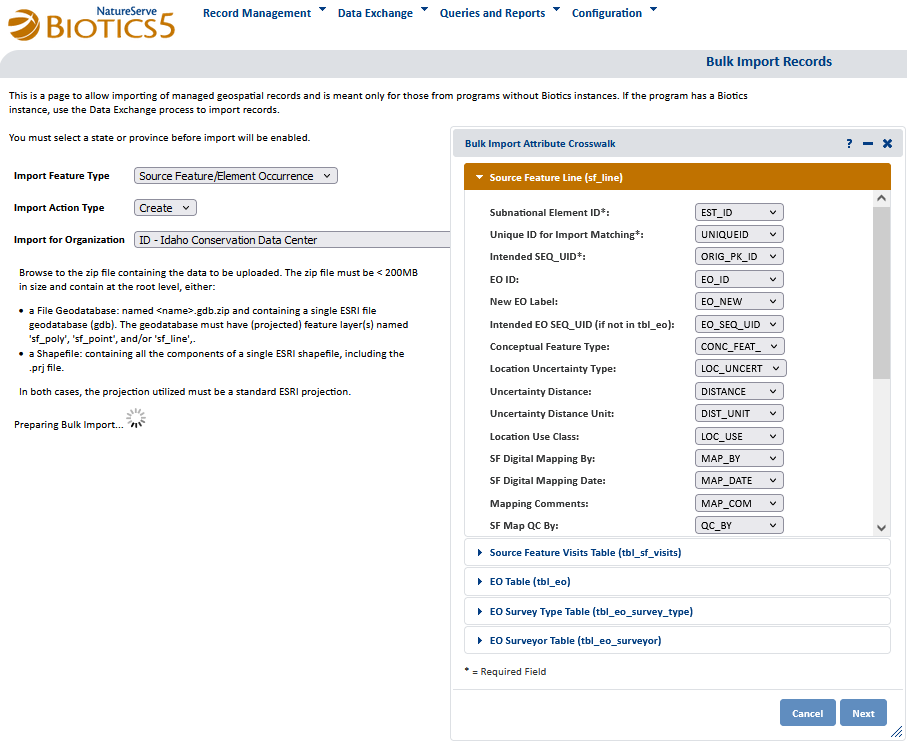 NatureServe
BIOTICS 5
Record Management
Data Exchange
Queries and Reports
Configuration
Bulk Import Records
This is a page to allow importing of managed geospatial records and is meant only for those from programs without Biotics instances. If the program has a Biotics
instance, use the Data Exchange process to import records.
You must select a state or province before import will be enabled.
Import Feature Type Source Feature/Element Occurrence
Import Action Type Create
Import for Organization ID - Idaho Conservation Data Center
Browse to the zip file containing the data to be uploaded. The zip file must be < 200MB
in size and contain at the root level, either:
• a File Geodatabase: named <name>.gdb.zip and containing a single ESRI file
geodatabase (gdb). The geodatabase must have (projected) feature layer(s) named
'sf_poly', 'sf_point', and/or 'sf_line',.
• a Shapefile: containing all the components of a single ESRI shapefile, including the
.prj file.
In both cases, the projection utilized must be a standard ESRI projection.
Preparing Bulk Import...
Bulk Import Attribute Crosswalk ?
Source Feature Line (sf_line)
Subnational Element ID*: EST_ID
Unique ID for Import Matching*: UNIQUEID
Intended SEQ_UID*: ORIG_PK_ID
EO ID: EO_ID
New EO Label: EO_NEW
Intended EO SEQ_UID (if not in tbl_eo): EO_SEQ_UID
Conceptual Feature Type: CONC_FEAT_
Location Uncertainty Type: LOC_UNCERT
Uncertainty Distance: DISTANCE
Uncertainty Distance Unit: DIST_UNIT
Location Use Class: LOC_USE
SF Digital Mapping By: MAP_BY
SF Digital Mapping Date: MAP_DATE
Mapping Comments: MAP_COM
SF Map QC By: QC_BY
Source Feature Visits Table (tbl_sf_visits)
EO Table (tbl_eo)
EO Survey Type Table (tbl_eo_survey_type)
EO Surveyor Table (tbl_eo_surveyor)
* = Required Field
Cancel
Next